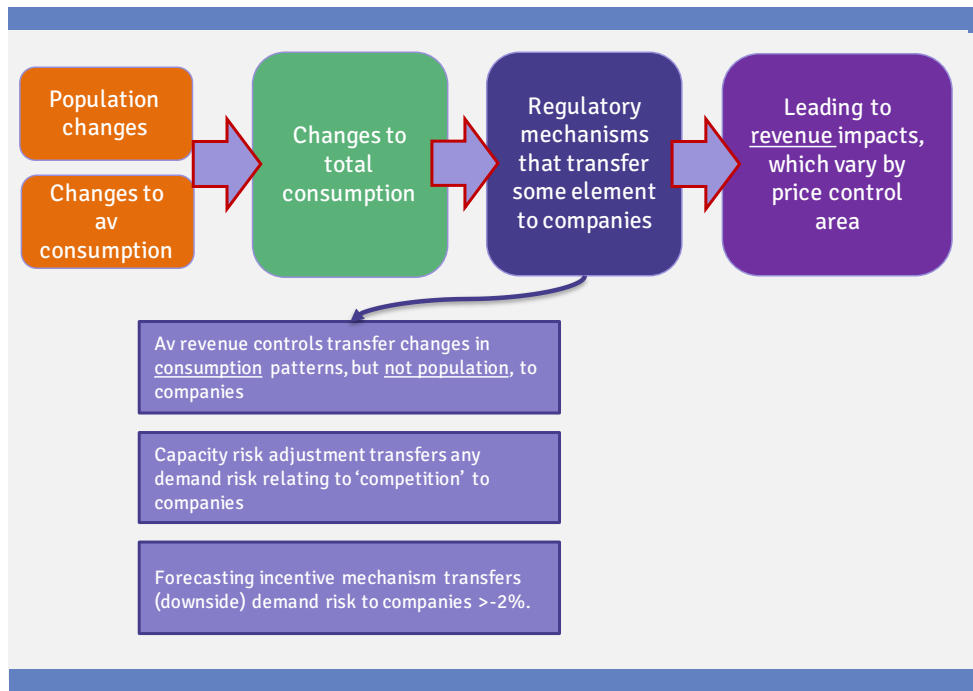 Population
changes
Changes to
av
consumption
Changes to
total
consumption
Regulatory
mechanisms
that transfer
some element
to companies
Leading to
revenue impacts,
which vary by
price control
area
Av revenue controls transfer changes in
consumption patterns, but not population, to
companies
Capacity risk adjustment transfers any
demand risk relating to ‘competition’ to
companies
Forecasting incentive mechanism transfers
(downside) demand risk to companies >-2%.